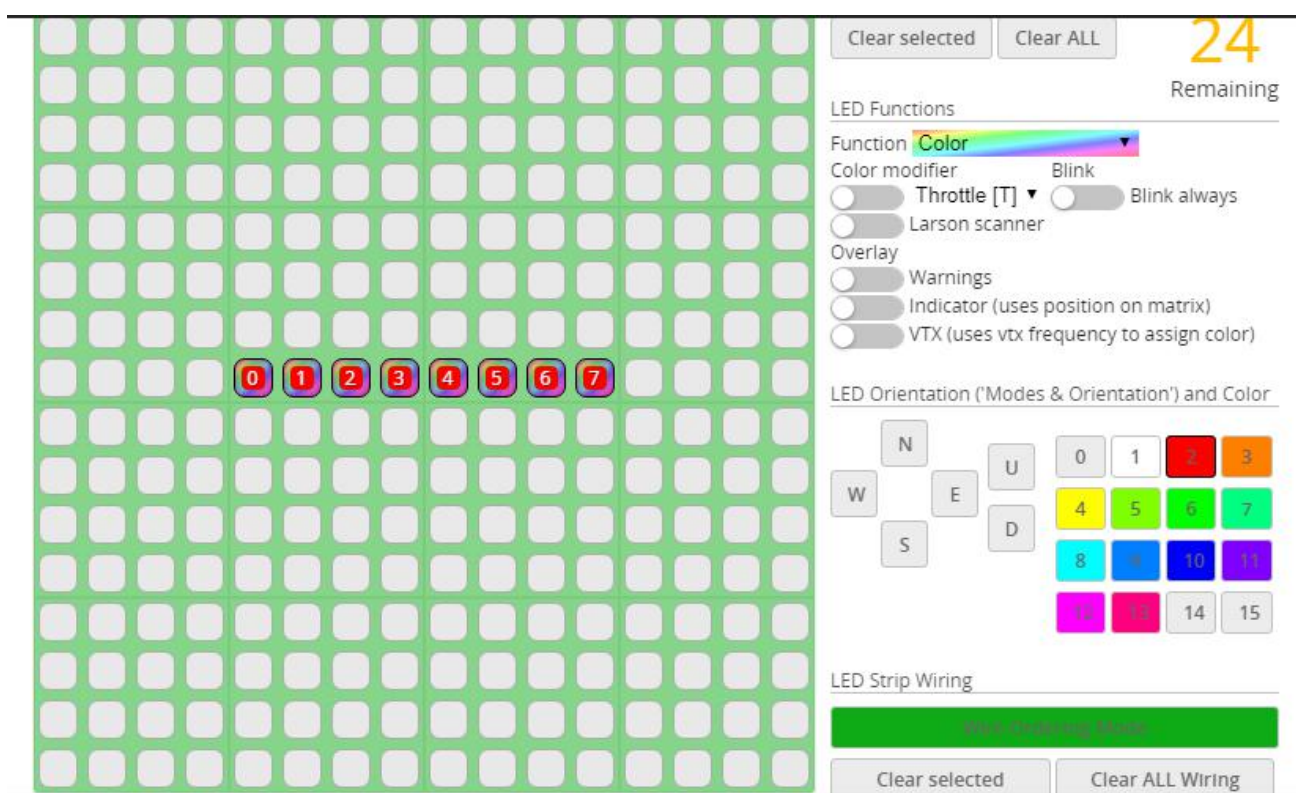 Clear selected Clear ALL 24
Remaining
LED Functions
Function Color
Color modifier Blink
Throttle [T] Blink always
Larson scanner
Overlay
Warnings
Indicator (uses position on matrix)
VTX (uses vtx frequency to assign color)
0 1 2 3 4 5 6 7
LED Orientation ('Modes & Orientation') and Color
N
U
W E
D
S
0 1 2 3
4 5 6 7
8 9 10 11
12 13 14 15
LED Strip Wiring
Wire Ordering Mode
Clear selected Clear ALL Wiring